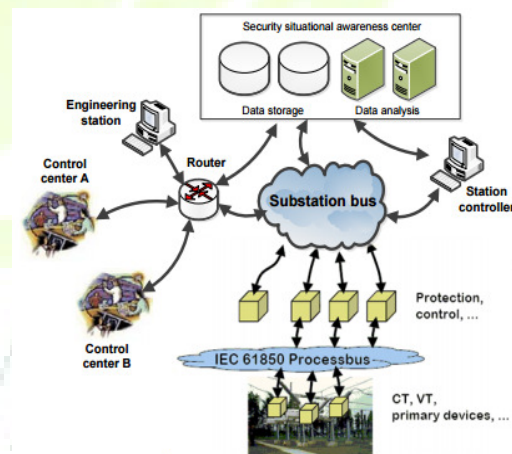 Security situational awareness center
Data storage
Data analysis
Engineering
station
Router
Control
center A
Substation bus
Station
controller
Control
center B
Protection,
control, ...
IEC 61850 Processbus
CT, VT,
primary devices, ...